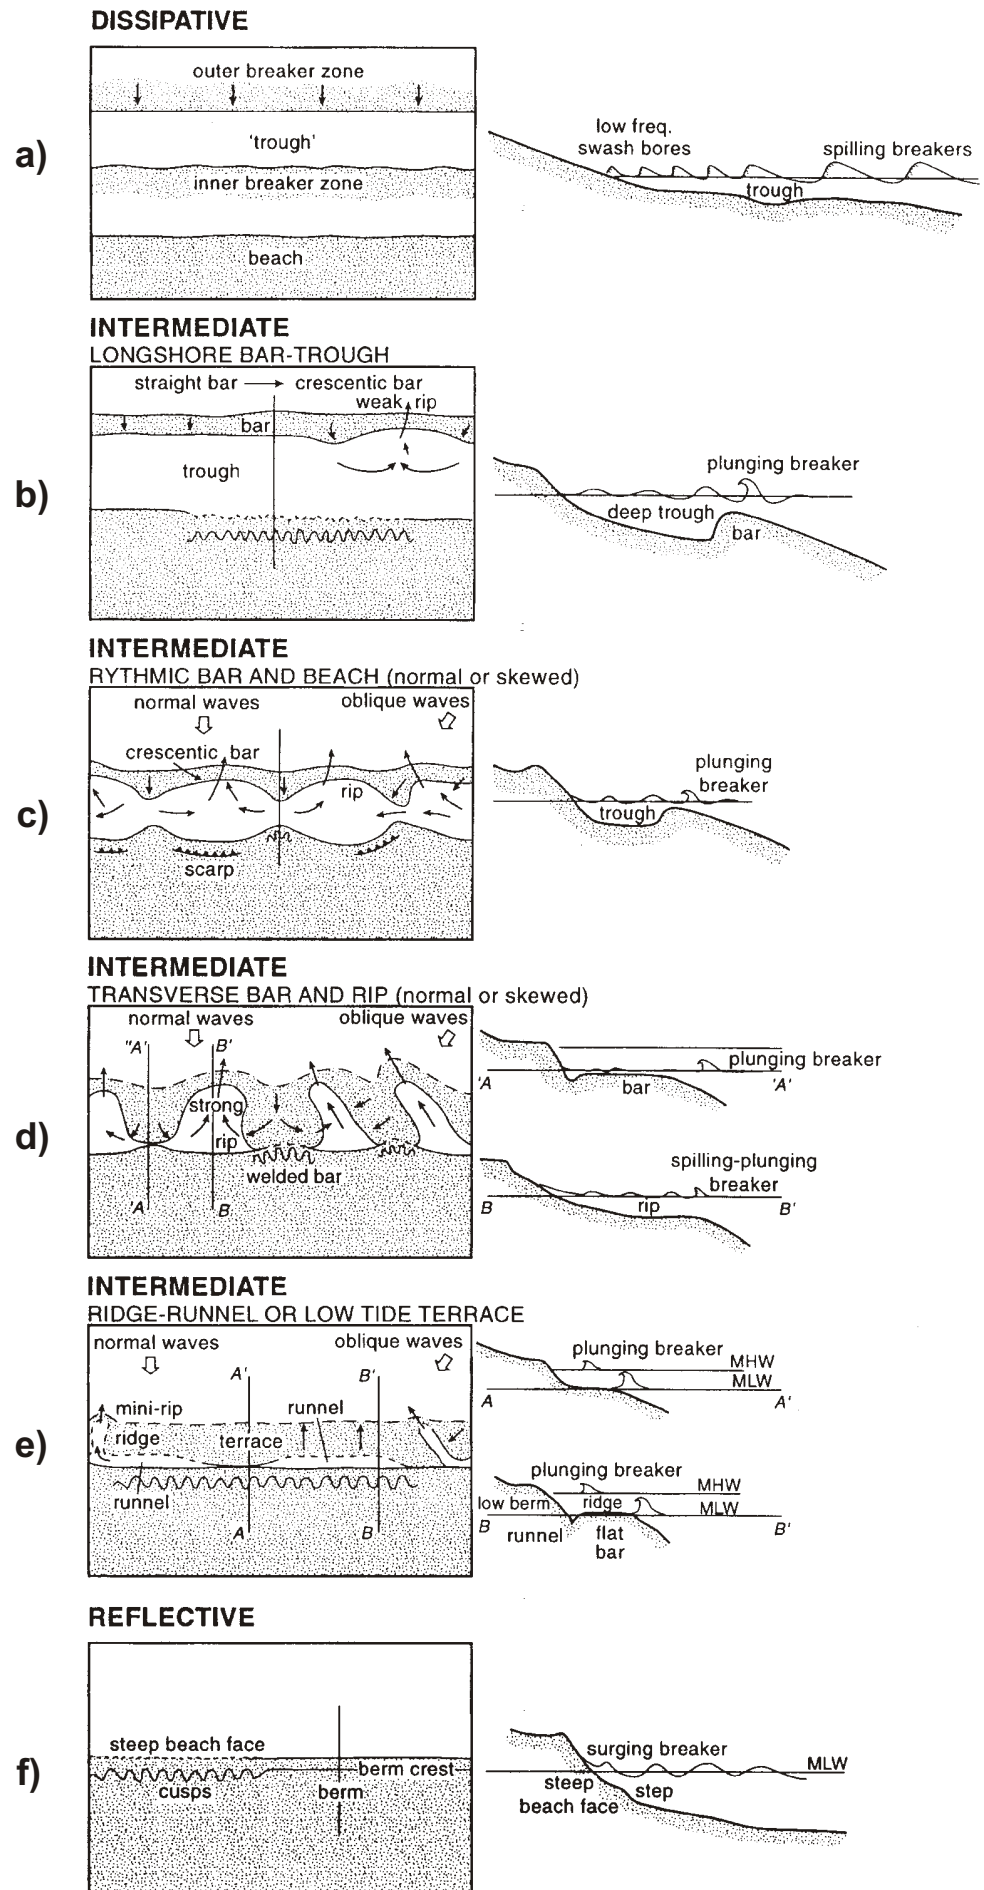 DISSIPATIVE
a)
outer breaker zone
'trough'
inner breaker zone
beach
low freq.
swash bores
spilling breakers
trough
INTERMEDIATE
LONGSHORE BAR-TROUGH
b)
straight bar
crescentic bar
weak rip
bar
trough
plunging breaker
deep trough
bar
INTERMEDIATE
RYTHMIC BAR AND BEACH (normal or skewed)
c)
normal waves
oblique waves
crescentic bar
rip
scarp
plunging
breaker
trough
INTERMEDIATE
TRANSVERSE BAR AND RIP (normal or skewed)
d)
normal waves
oblique waves
"A'
B'
strong
rip
welded bar
'A
B
plunging breaker
'A
bar
'A'
spilling-plunging
breaker
B
rip
B'
INTERMEDIATE
RIDGE-RUNNEL OR LOW TIDE TERRACE
e)
normal waves
oblique waves
A'
B'
mini-rip
runnel
ridge
terrace
runnel
A
B
plunging breaker
MHW
MLW
A
A'
plunging breaker
MHW
low berm
ridge
MLW
B
runnel
flat
bar
B'
REFLECTIVE
f)
steep beach face
berm crest
cusps
berm
surging breaker
MLW
steep
beach face
step